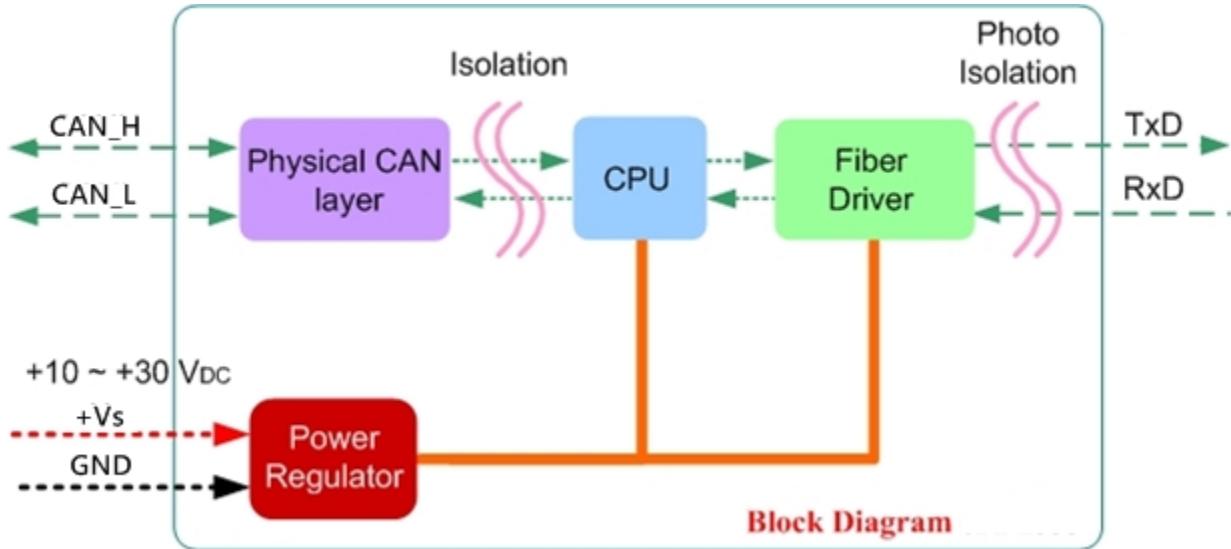 Isolation
Photo
Isolation
CAN_H
CAN_L
Physical CAN
layer
CPU
Fiber
Driver
TxD
RxD
+10 ~ +30 VDC
+Vs
GND
Power
Regulator
Block Diagram